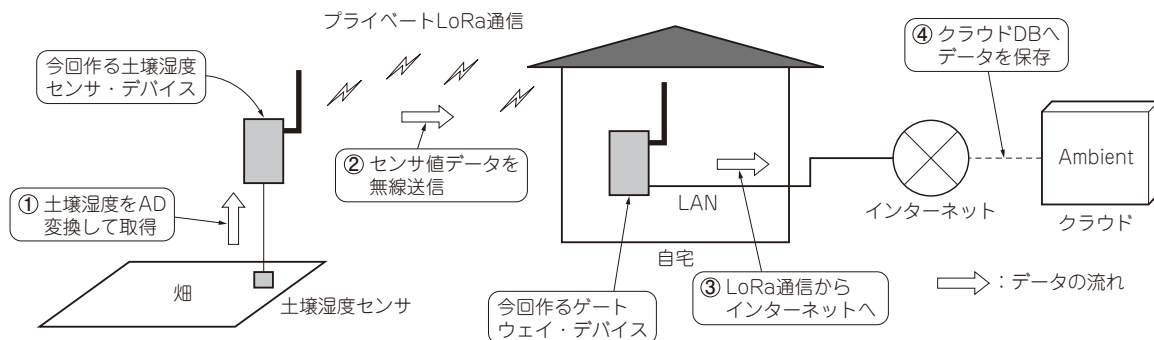 プライベートLoRa通信
今回作る土壌湿度
センサ・デバイス
② センサ値データを
無線送信
① 土壌湿度をAD
変換して取得
畑
土壌湿度センサ
LAN
自宅
今回作るゲート
ウェイ・デバイス
③ LoRa通信から
インターネットへ
④ クラウドDBへ
データを保存
インターネット
Ambient
クラウド
：データの流れ